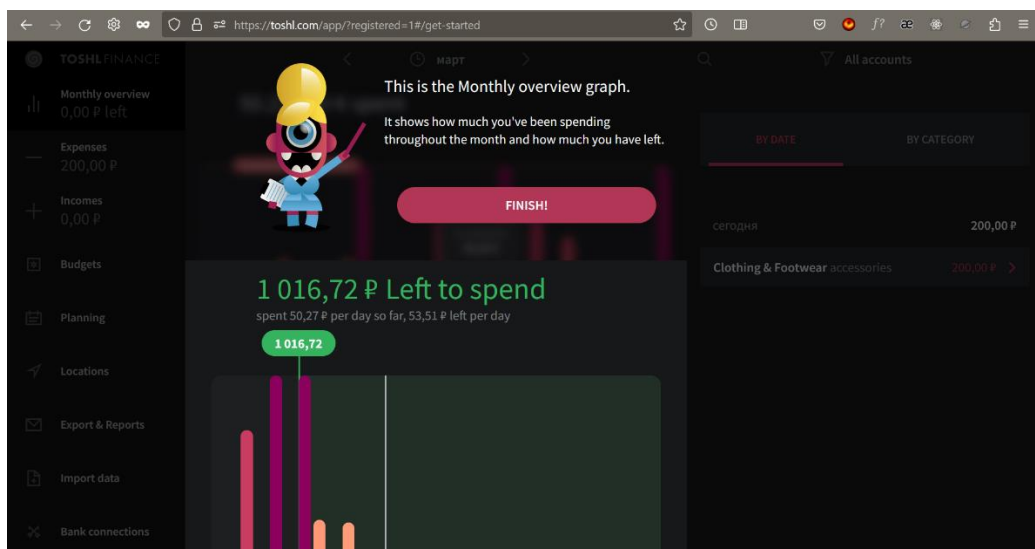 https://toshl.com/app/?registered=1#/get-started
TOSHL FINANCE
март
All accounts
Monthly overview
0,00 ₽ left
Expenses
200,00 ₽
Incomes
0,00 ₽
Budgets
Planning
Locations
Export & Reports
Import data
Bank connections
This is the Monthly overview graph.
It shows how much you've been spending
throughout the month and how much you have left.
FINISH!
1 016,72 ₽ Left to spend
spent 50,27 ₽ per day so far, 53,51 ₽ left per day
1 016,72
BY DATE BY CATEGORY
сегодня 200,00 ₽
Clothing & Footwear accessories 200,00 ₽